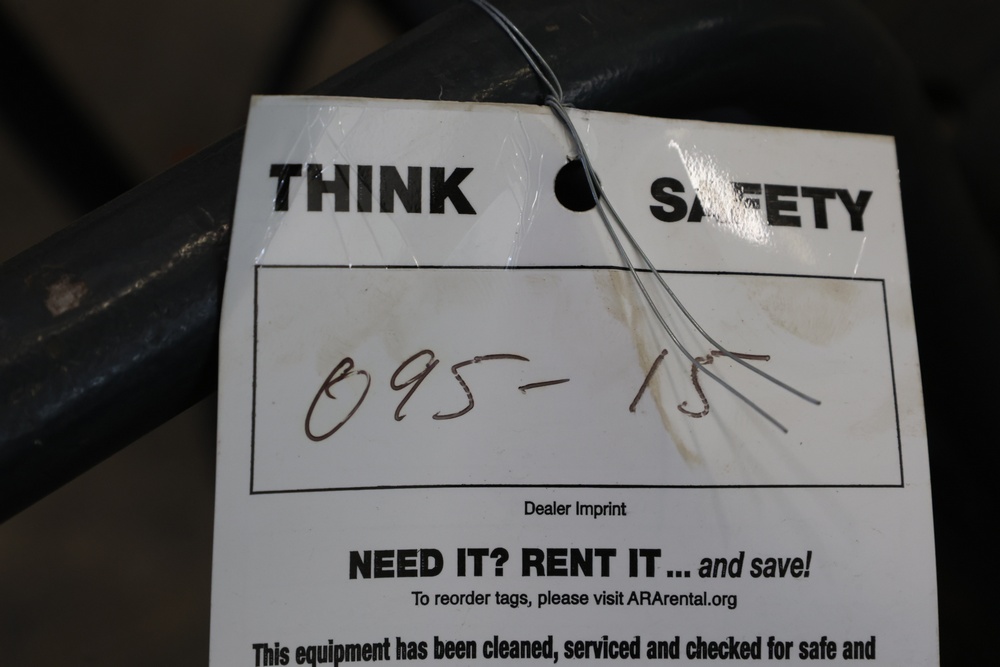 THINK SAFETY
095-15
Dealer Imprint
NEED IT? RENT IT... and save!
To reorder tags, please visit ARArental.org
This equipment has been cleaned, serviced and checked for safe and